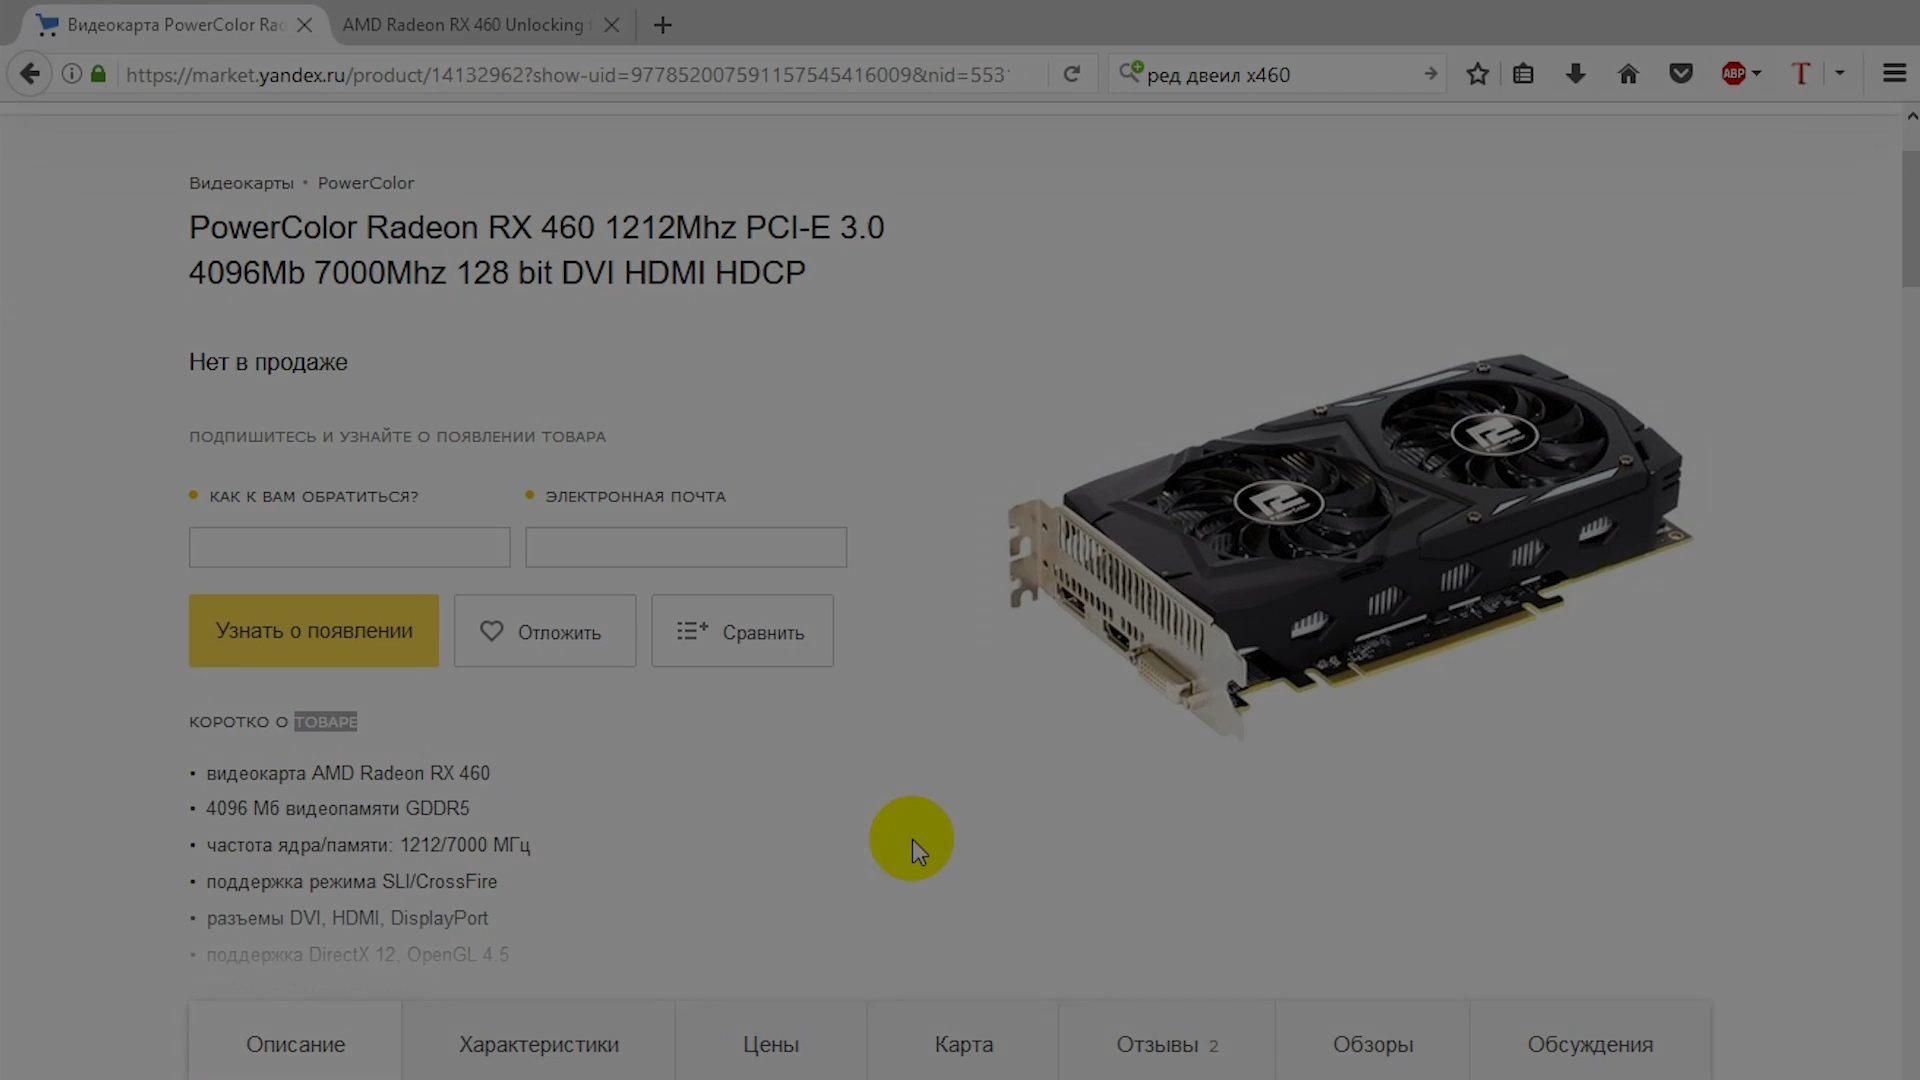 Видеокарта PowerColor Rad
AMD Radeon RX 460 Unlocking
https://market.yandex.ru/product/14132962?show-uid=977852007591157545416009&nid=553
ред двеил х460
ABP
T
Видеокарты • PowerColor
PowerColor Radeon RX 460 1212Mhz PCI-E 3.0
4096Mb 7000Mhz 128 bit DVI HDMI HDCP
Нет в продаже
ПОДПИШИТЕСЬ И УЗНАЙТЕ О ПОЯВЛЕНИИ ТОВАРА
КАК К ВАМ ОБРАТИТЬСЯ?
ЭЛЕКТРОННАЯ ПОЧТА
Узнать о появлении
Отложить
Сравнить
КОРОТКО О ТОВАРЕ
• видеокарта AMD Radeon RX 460
• 4096 Мб видеопамяти GDDR5
• частота ядра/памяти: 1212/7000 МГц
• поддержка режима SLI/CrossFire
• разъемы DVI, HDMI, DisplayPort
• поддержка DirectX 12, OpenGL 4.5
Описание
Характеристики
Цены
Карта
Отзывы 2
Обзоры
Обсуждения